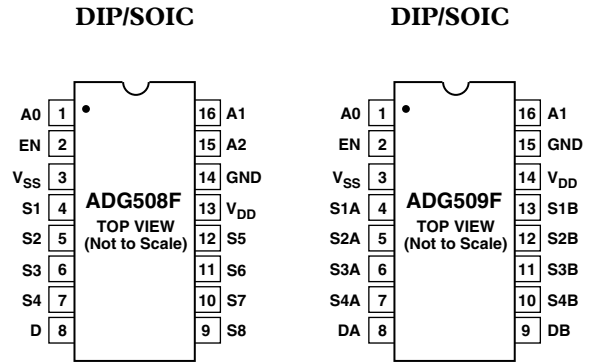 DIP/SOIC
A0 1 16 A1
EN 2 15 A2
VSS 3 14 GND
S1 4 13 VDD
S2 5 12 S5
S3 6 11 S6
S4 7 10 S7
D 8 9 S8
ADG508F
TOP VIEW
(Not to Scale)
DIP/SOIC
A0 1 16 A1
EN 2 15 GND
VSS 3 14 VDD
S1A 4 13 S1B
S2A 5 12 S2B
S3A 6 11 S3B
S4A 7 10 S4B
DA 8 9 DB
ADG509F
TOP VIEW
(Not to Scale)